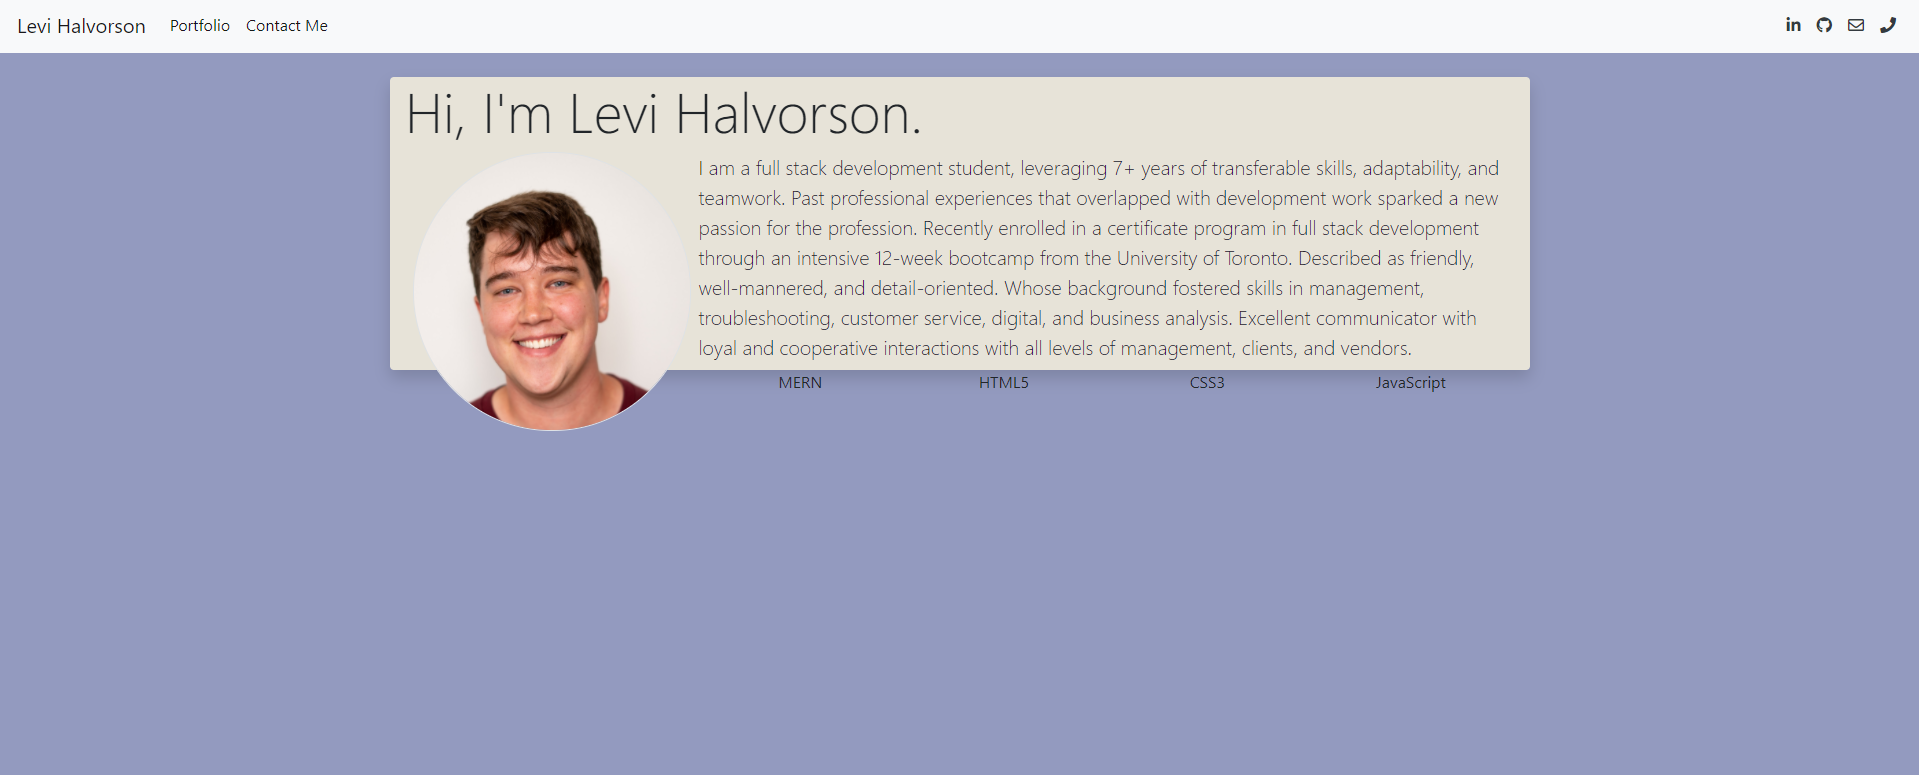 Levi Halvorson Portfolio Contact Me
Hi, I'm Levi Halvorson.
I am a full stack development student, leveraging 7+ years of transferable skills, adaptability, and
teamwork. Past professional experiences that overlapped with development work sparked a new
passion for the profession. Recently enrolled in a certificate program in full stack development
through an intensive 12-week bootcamp from the University of Toronto. Described as friendly,
well-mannered, and detail-oriented. Whose background fostered skills in management,
troubleshooting, customer service, digital, and business analysis. Excellent communicator with
loyal and cooperative interactions with all levels of management, clients, and vendors.
MERN HTML5 CSS3 JavaScript